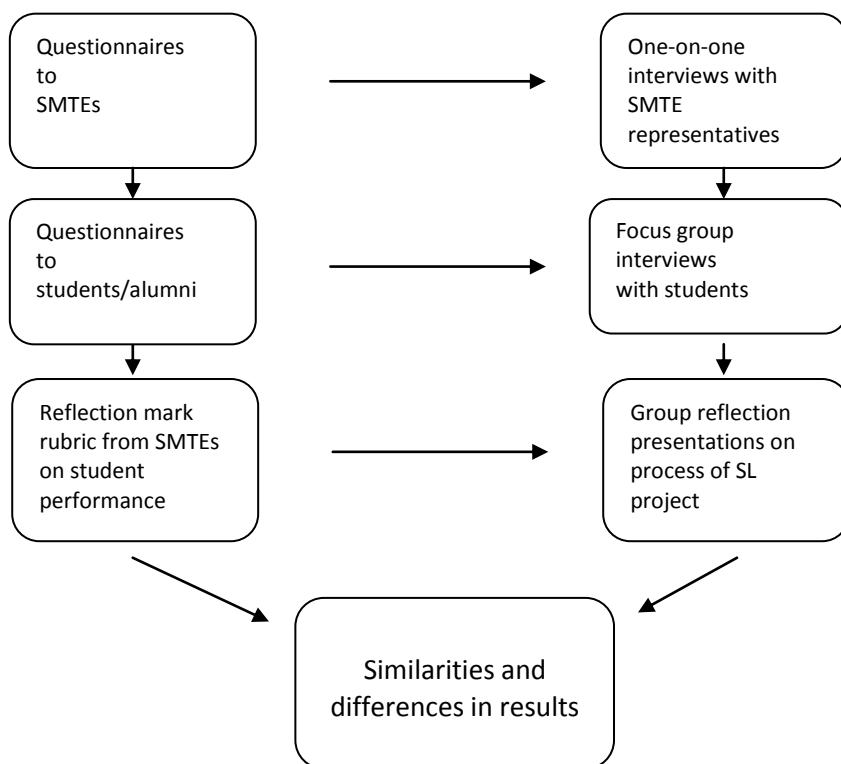 Questionnaires
to
SMTEs
One-on-one
interviews with
SMTE
representatives
Questionnaires
to
students/alumni
Focus group
interviews
with students
Reflection mark
rubric from SMTEs
on student
performance
Group reflection
presentations on
process of SL
project
Similarities and
differences in results